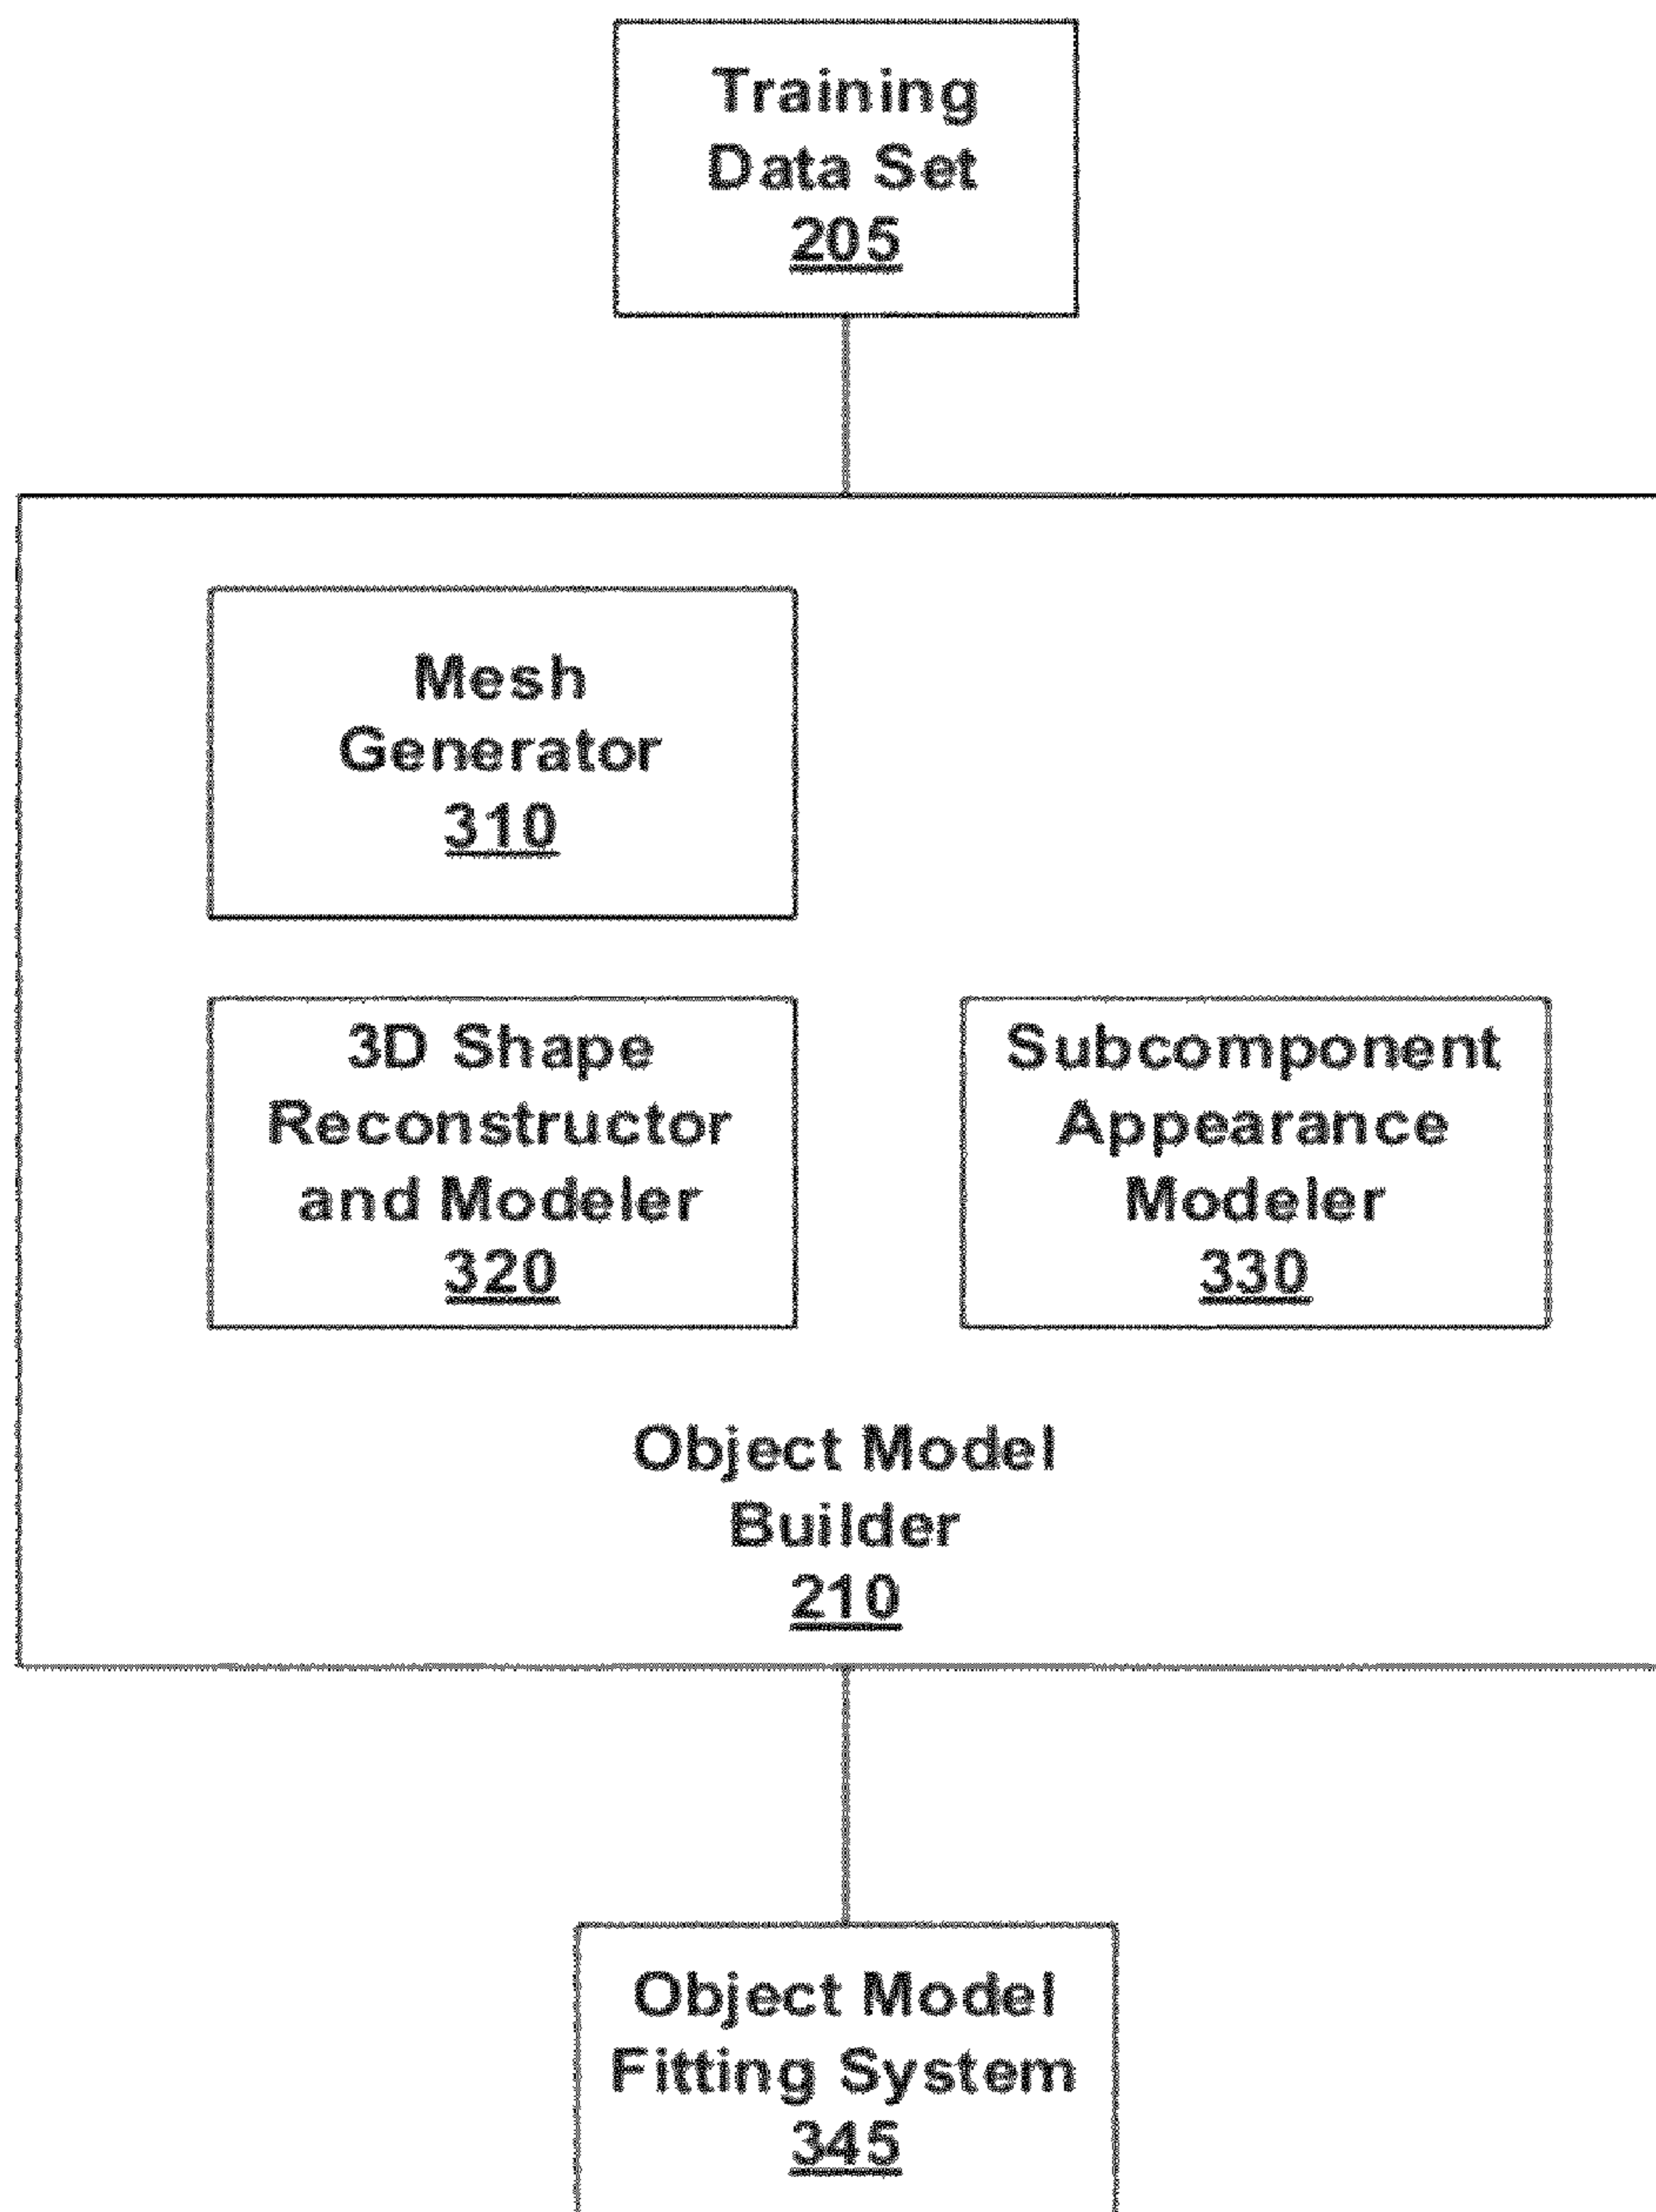 Training
Data Set
205
Mesh
Generator
310
3D Shape
Reconstructor
and Modeler
320
Subcomponent
Appearance
Modeler
330
Object Model
Builder
210
Object Model
Fitting System
345